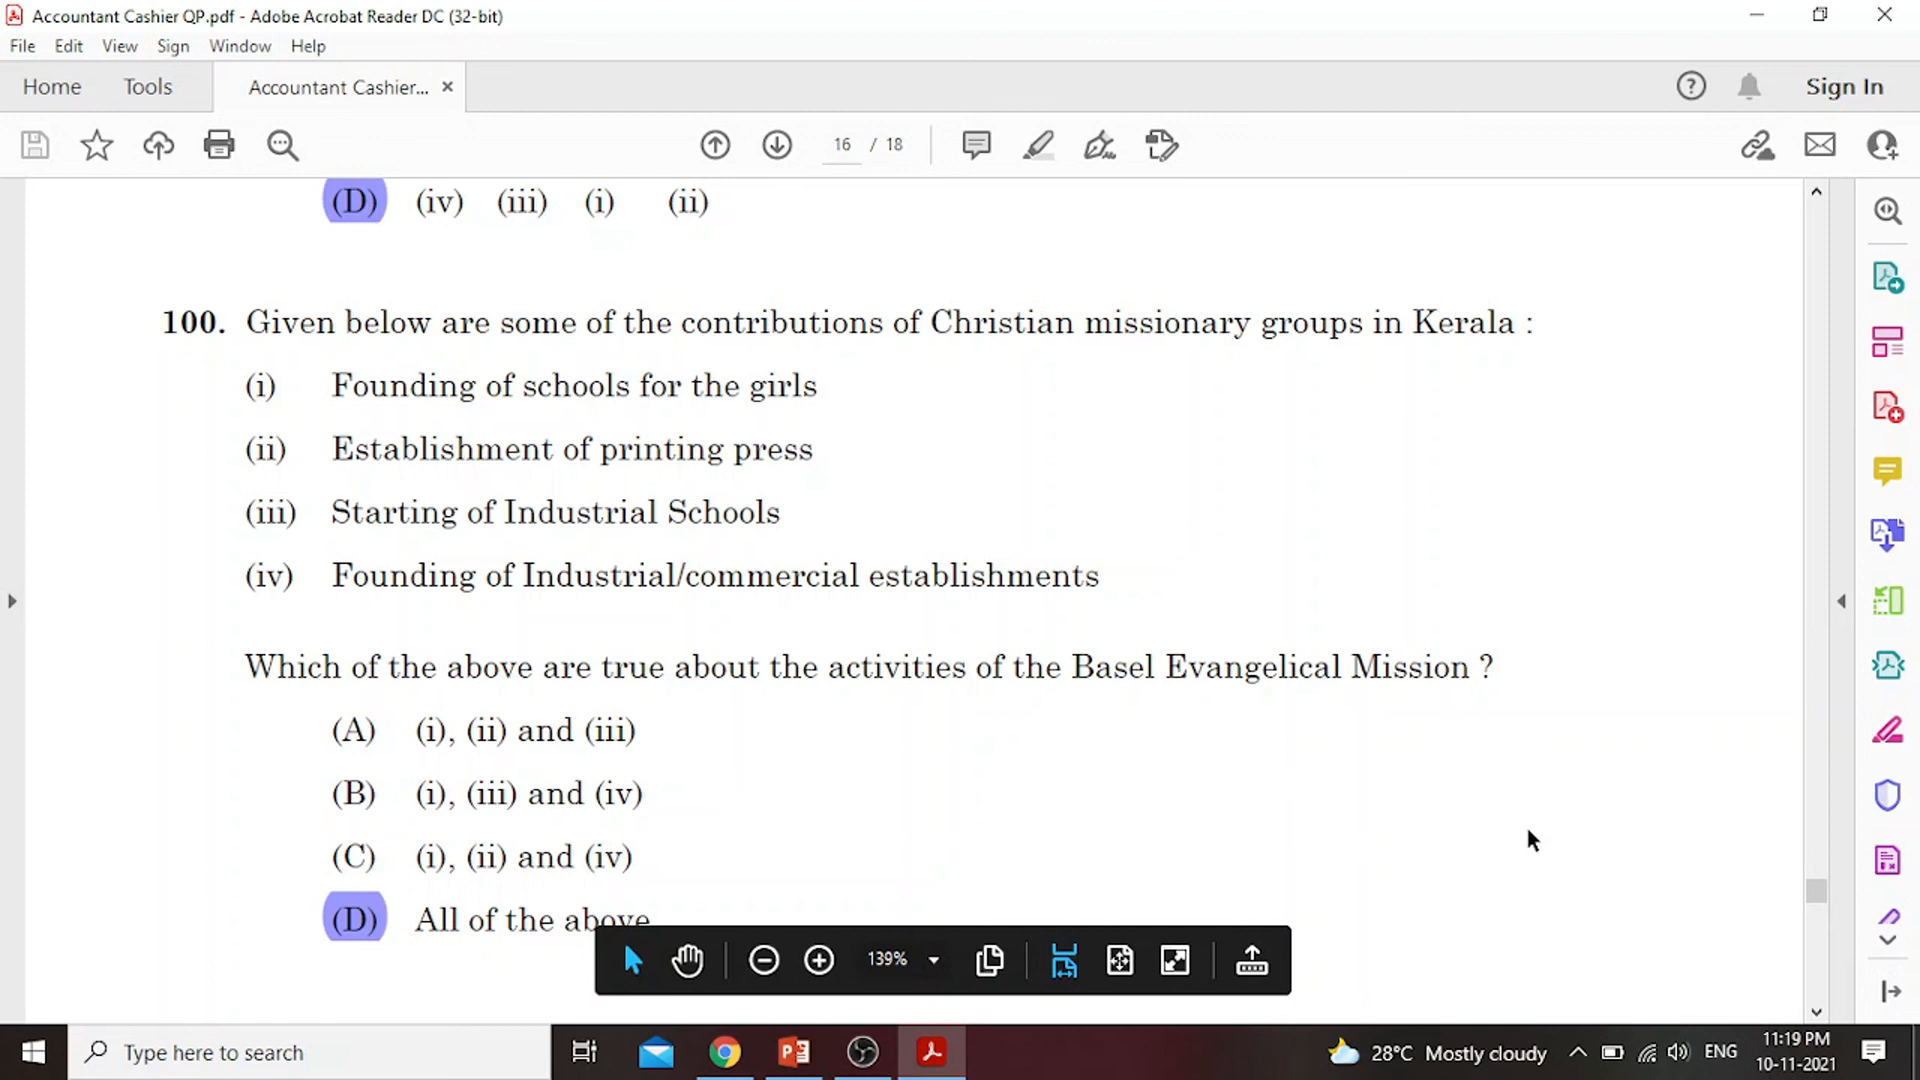 Accountant Cashier QP.pdf - Adobe Acrobat Reader DC (32-bit)
File Edit View Sign Window Help
Home Tools Accountant Cashier... × Sign In
16 / 18
(D) (iv) (iii) (i) (ii)
100. Given below are some of the contributions of Christian missionary groups in Kerala :
(i) Founding of schools for the girls
(ii) Establishment of printing press
(iii) Starting of Industrial Schools
(iv) Founding of Industrial/commercial establishments
Which of the above are true about the activities of the Basel Evangelical Mission ?
(A) (i), (ii) and (iii)
(B) (i), (iii) and (iv)
(C) (i), (ii) and (iv)
(D) All of the above
139%
Type here to search
28°C Mostly cloudy
ENG
11:19 PM
10-11-2021